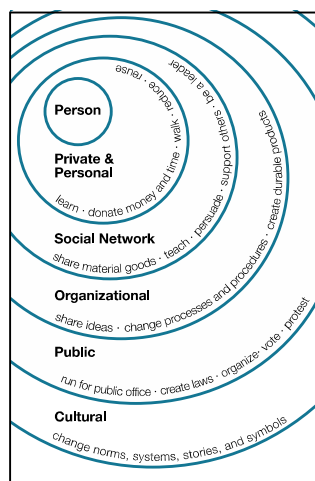 Person
Private &
Personal
learn · donate money and time · walk · reduce · reuse ·
Social Network
share material goods · teach · persuade · support others · be a leader
Organizational
share ideas · change processes and procedures · create durable products
Public
run for public office · create laws · organize- vote · protest
Cultural
change norms, systems, stories, and symbols